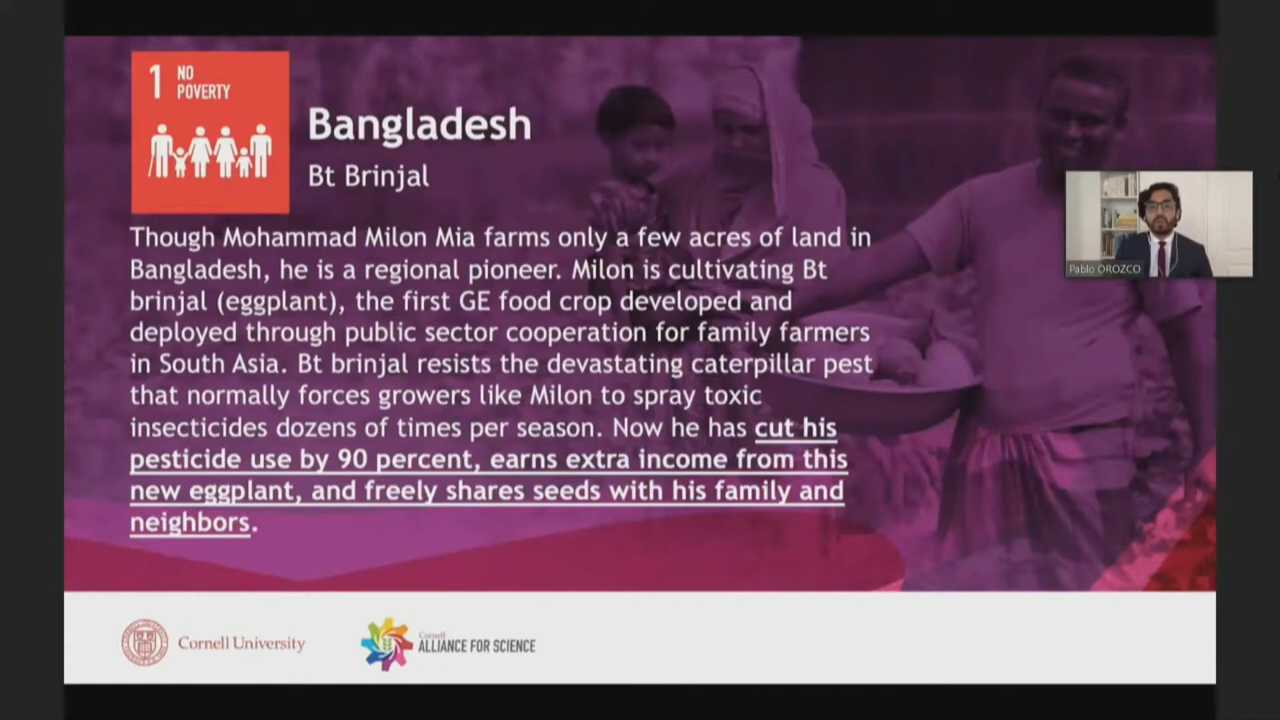 1 NO
POVERTY
Bangladesh
Bt Brinjal
Though Mohammad Milon Mia farms only a few acres of land in
Bangladesh, he is a regional pioneer. Milon is cultivating Bt
brinjal (eggplant), the first GE food crop developed and
deployed through public sector cooperation for family farmers
in South Asia. Bt brinjal resists the devastating caterpillar pest
that normally forces growers like Milon to spray toxic
insecticides dozens of times per season. Now he has cut his
pesticide use by 90 percent, earns extra income from this
new eggplant, and freely shares seeds with his family and
neighbors.
Pablo OROZCO
Cornell University
Cornell
ALLIANCE FOR SCIENCE